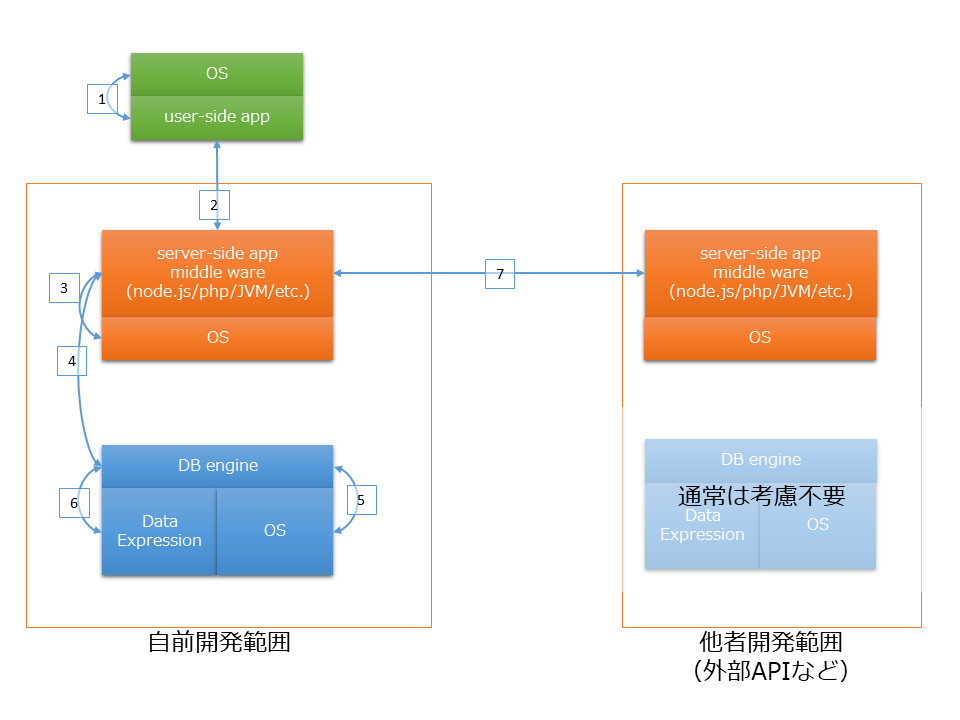 OS
1
user-side app
2
server-side app
middle ware
(node.js/php/JVM/etc.)
3
OS
4
DB engine
6
Data
Expression
OS
5
自前開発範囲
7
server-side app
middle ware
(node.js/php/JVM/etc.)
OS
DB engine
通常は考慮不要
Data
Expression
OS
他者開発範囲
（外部APIなど）